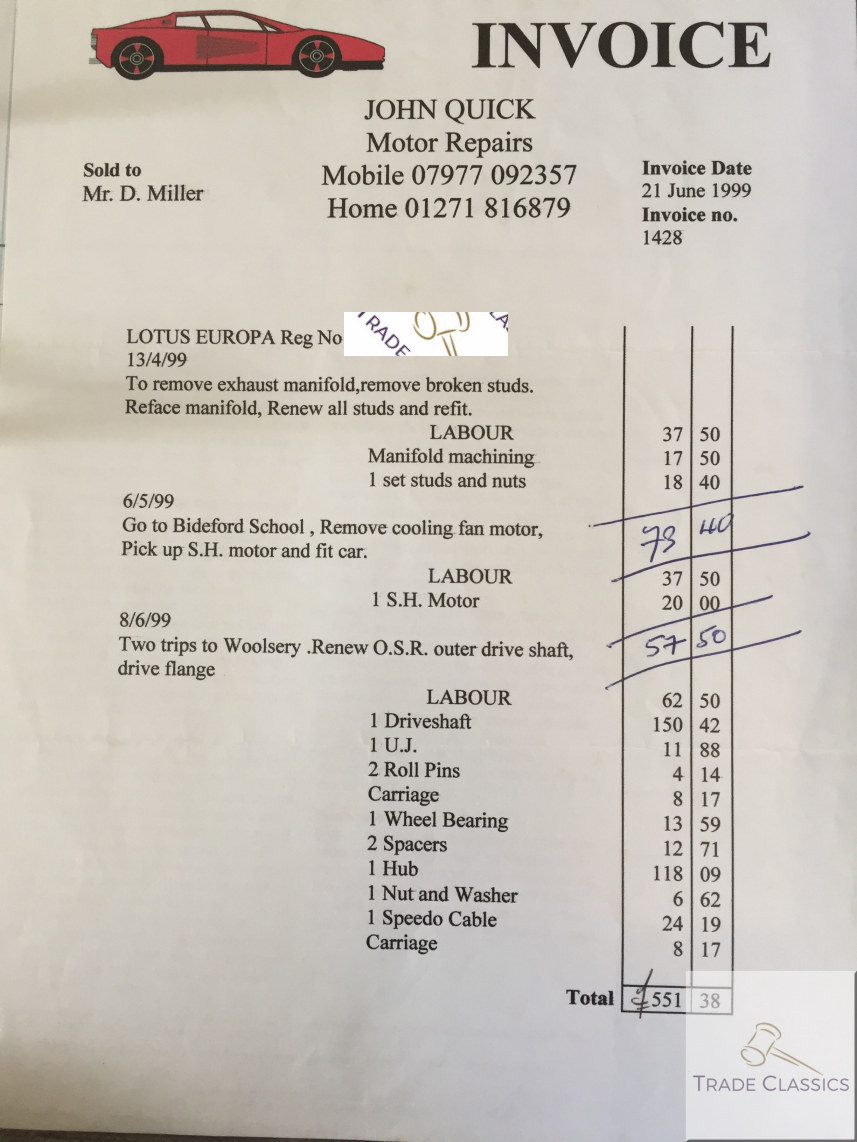 INVOICE
JOHN QUICK
Motor Repairs
Mobile 07977 092357
Home 01271 816879
Sold to
Mr. D. Miller
Invoice Date
21 June 1999
Invoice no.
1428
LOTUS EUROPA Reg No
TRADE CLA
13/4/99
To remove exhaust manifold,remove broken studs.
Reface manifold, Renew all studs and refit.
LABOUR 37 50
Manifold machining 17 50
1 set studs and nuts 18 40
6/5/99
Go to Bideford School , Remove cooling fan motor, 73 40
Pick up S.H. motor and fit car.
LABOUR 37 50
1 S.H. Motor 20 00
8/6/99
Two trips to Woolsery .Renew O.S.R. outer drive shaft, 57 50
drive flange
LABOUR 62 50
1 Driveshaft 150 42
1 U.J. 11 88
2 Roll Pins 4 14
Carriage 8 17
1 Wheel Bearing 13 59
2 Spacers 12 71
1 Hub 118 09
1 Nut and Washer 6 62
1 Speedo Cable 24 19
Carriage 8 17
Total £551 38
TRADE CLASSICS